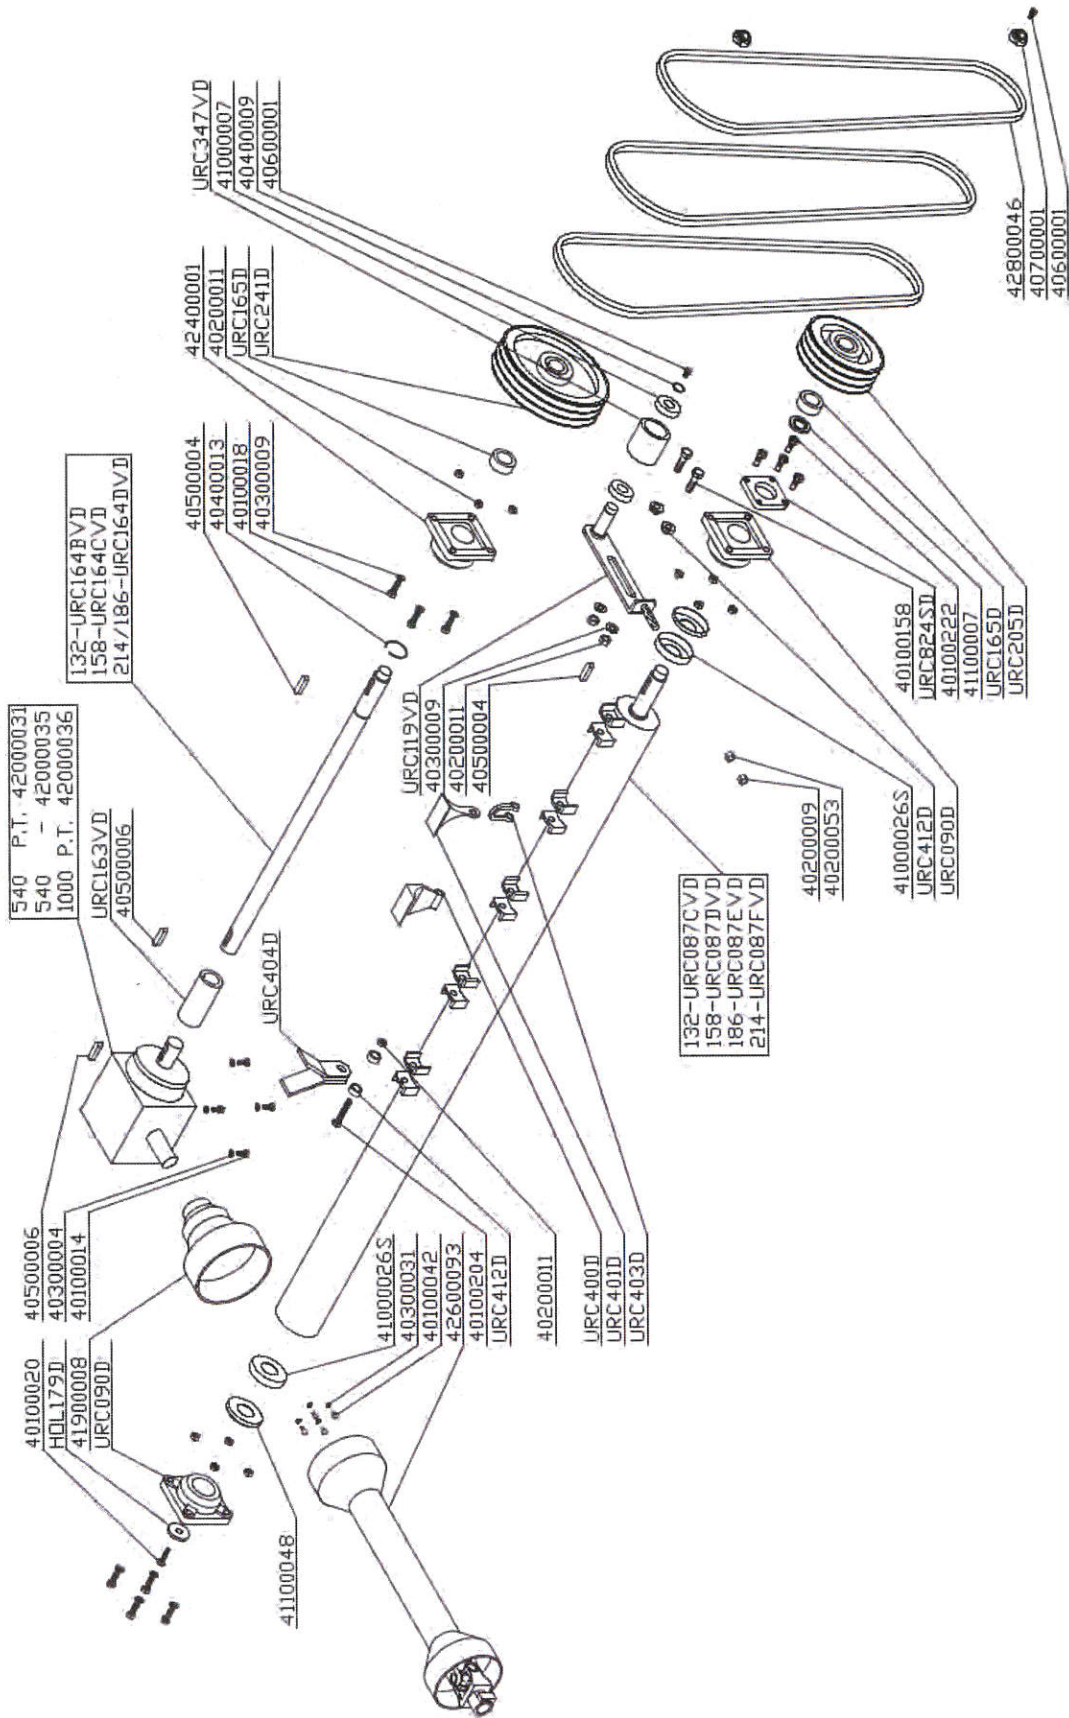 40100020
HOL179D
41900008
URC090D
40500006
40300004
40100014
540 P.T. 42000031
540 - 42000035
1000 P.T. 42000036
URC163VD
40500006
132-URC164BVD
158-URC164CVD
214/186-URC164DVD
40500004
40400013
40100018
40300009
42400001
40200011
URC165D
URC241D
URC347VD
41000007
40400009
40600001
41100048
41000026S
40300031
40100042
42600093
40100204
URC412D
40200011
URC404D
URC400D
URC401D
URC403D
URC119VD
40300009
40200011
40500004
132-URC087CVD
158-URC087DVD
186-URC087EVD
214-URC087FVD
40200009
40200053
41000026S
URC412D
URC090D
40100158
URC824SD
40100222
41100007
URC165D
URC205D
42800046
40700001
40600001